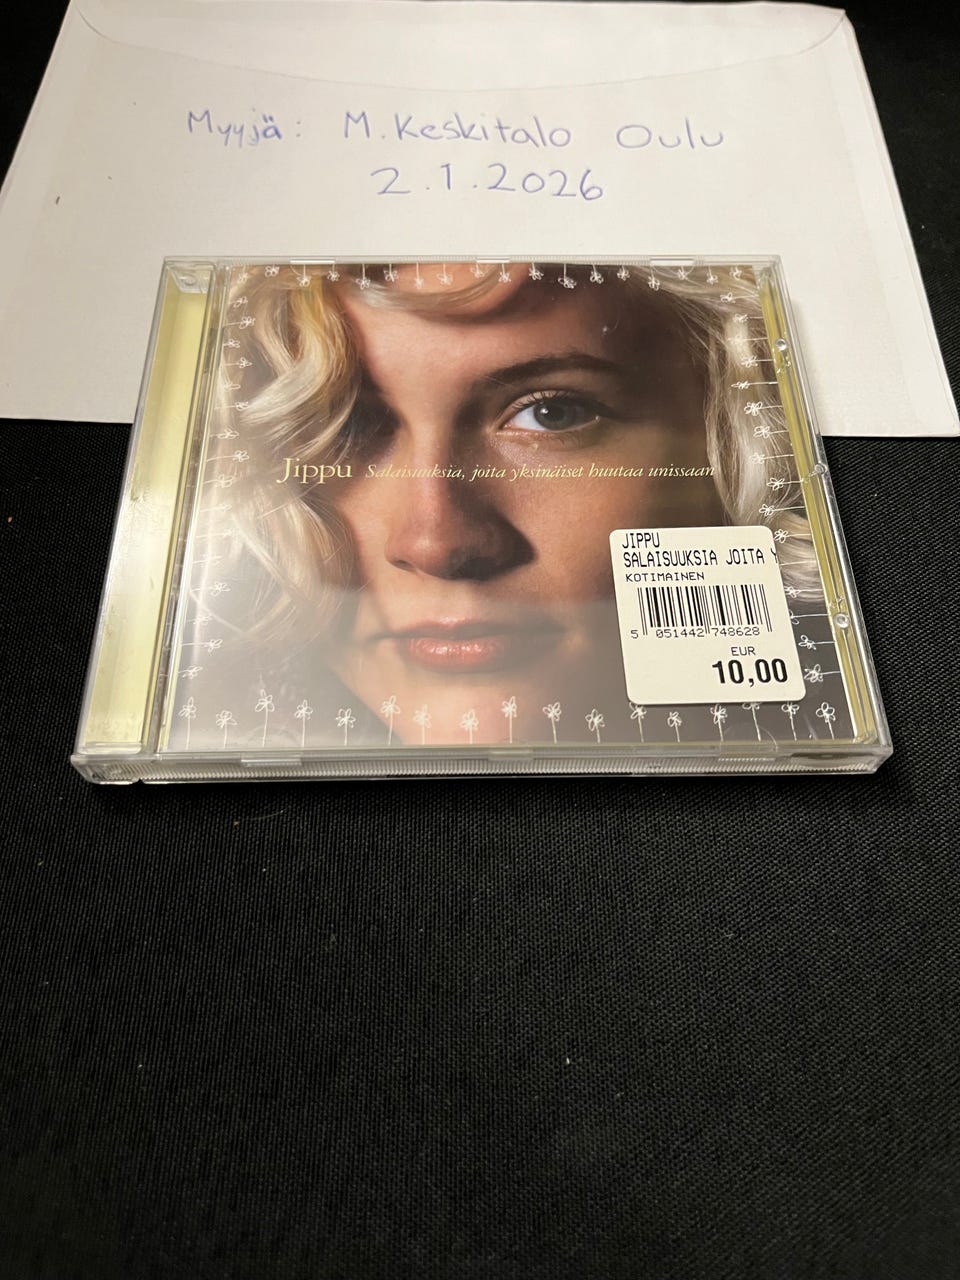 Myyjä: M. Keskitalo Oulu
2.1.2026
Jippu Salaisuuksia, joita yksinäiset huutaa unissaan
JIPPU
SALAISUUKSIA JOITA Y
KOTIMAINEN
5 051442 748628
EUR
10,00